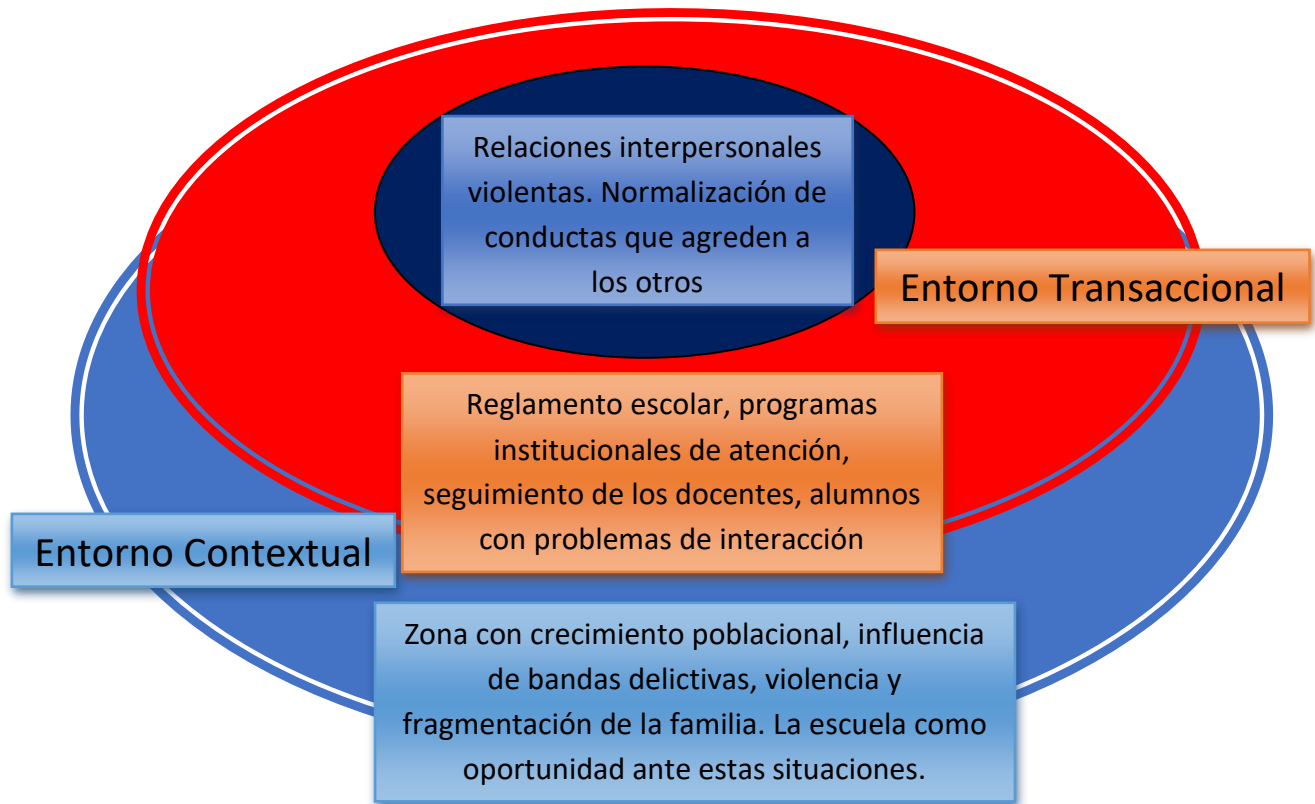 Relaciones interpersonales
violentas. Normalización de
conductas que agreden a
los otros
Entorno Transaccional
Reglamento escolar, programas
institucionales de atención,
seguimiento de los docentes, alumnos
con problemas de interacción
Entorno Contextual
Zona con crecimiento poblacional, influencia
de bandas delictivas, violencia y
fragmentación de la familia. La escuela como
oportunidad ante estas situaciones.